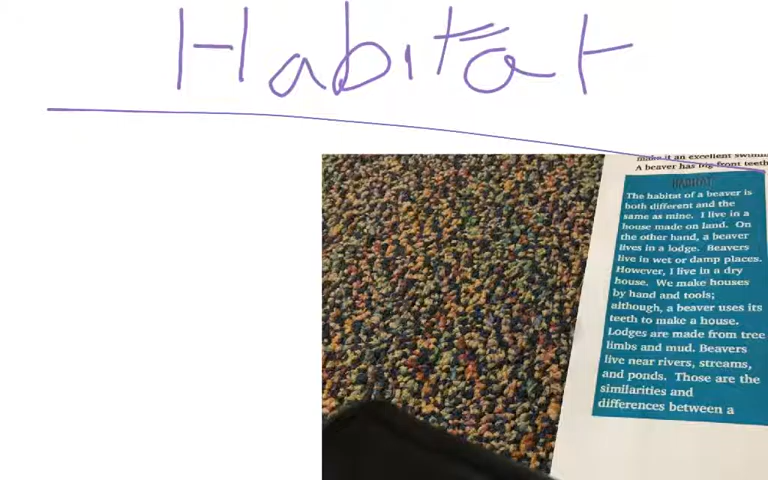 Habitat
make it an excellent
A beaver has big front teeth
HABITAT
The habitat of a beaver is
both different and the
same as mine. I live in a
house made on land. On
the other hand, a beaver
lives in a lodge. Beavers
live in wet or damp places.
However, I live in a dry
house. We make houses
by hand and tools;
although, a beaver uses its
teeth to make a house.
Lodges are made from tree
limbs and mud. Beavers
live near rivers, streams,
and ponds. Those are the
similarities and
differences between a